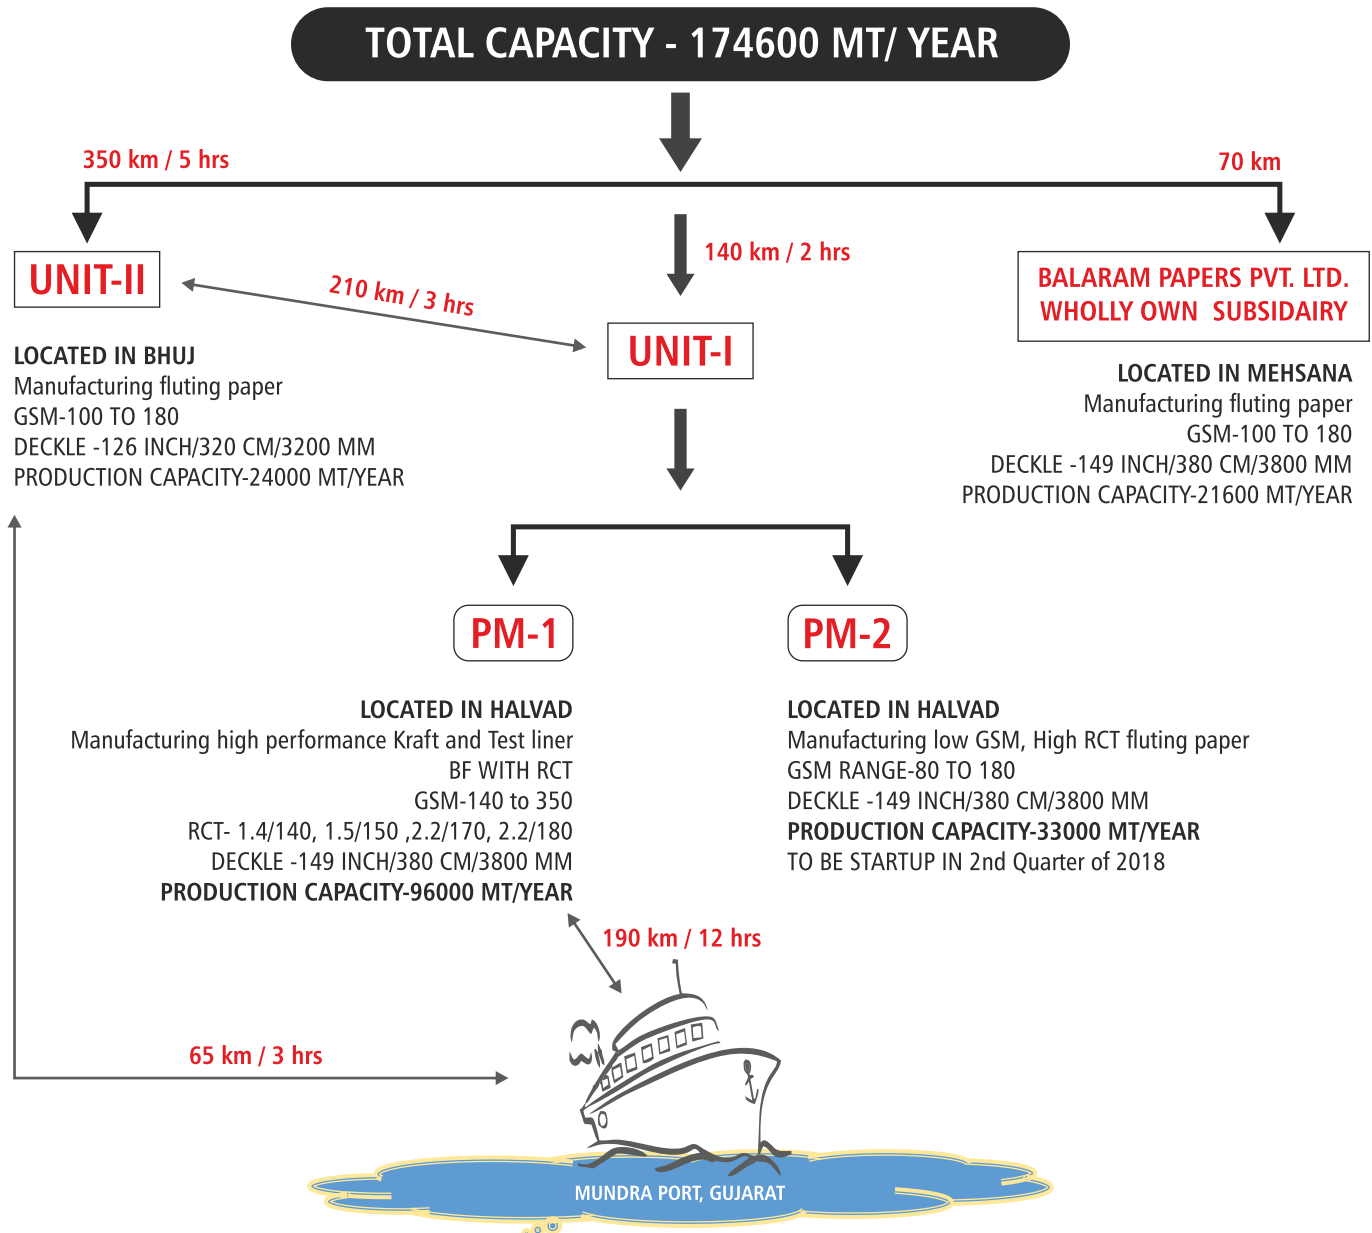 TOTAL CAPACITY - 174600 MT/ YEAR
350 km / 5 hrs
70 km
140 km / 2 hrs
UNIT-II
210 km / 3 hrs
UNIT-I
BALARAM PAPERS PVT. LTD.
WHOLLY OWN SUBSIDAIRY
LOCATED IN BHUJ
Manufacturing fluting paper
GSM-100 TO 180
DECKLE -126 INCH/320 CM/3200 MM
PRODUCTION CAPACITY-24000 MT/YEAR
LOCATED IN MEHSANA
Manufacturing fluting paper
GSM-100 TO 180
DECKLE -149 INCH/380 CM/3800 MM
PRODUCTION CAPACITY-21600 MT/YEAR
PM-1
PM-2
LOCATED IN HALVAD
Manufacturing high performance Kraft and Test liner
BF WITH RCT
GSM-140 to 350
RCT- 1.4/140, 1.5/150 ,2.2/170, 2.2/180
DECKLE -149 INCH/380 CM/3800 MM
PRODUCTION CAPACITY-96000 MT/YEAR
LOCATED IN HALVAD
Manufacturing low GSM, High RCT fluting paper
GSM RANGE-80 TO 180
DECKLE -149 INCH/380 CM/3800 MM
PRODUCTION CAPACITY-33000 MT/YEAR
TO BE STARTUP IN 2nd Quarter of 2018
190 km / 12 hrs
65 km / 3 hrs
MUNDRA PORT, GUJARAT